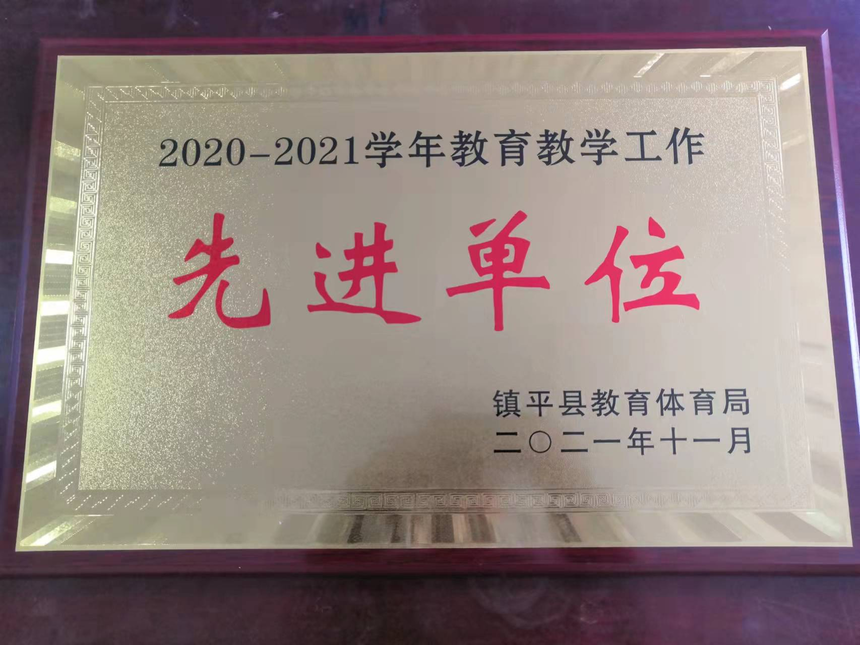 2020-2021学年教育教学工作
先进单位
镇平县教育体育局
二〇二一年十一月